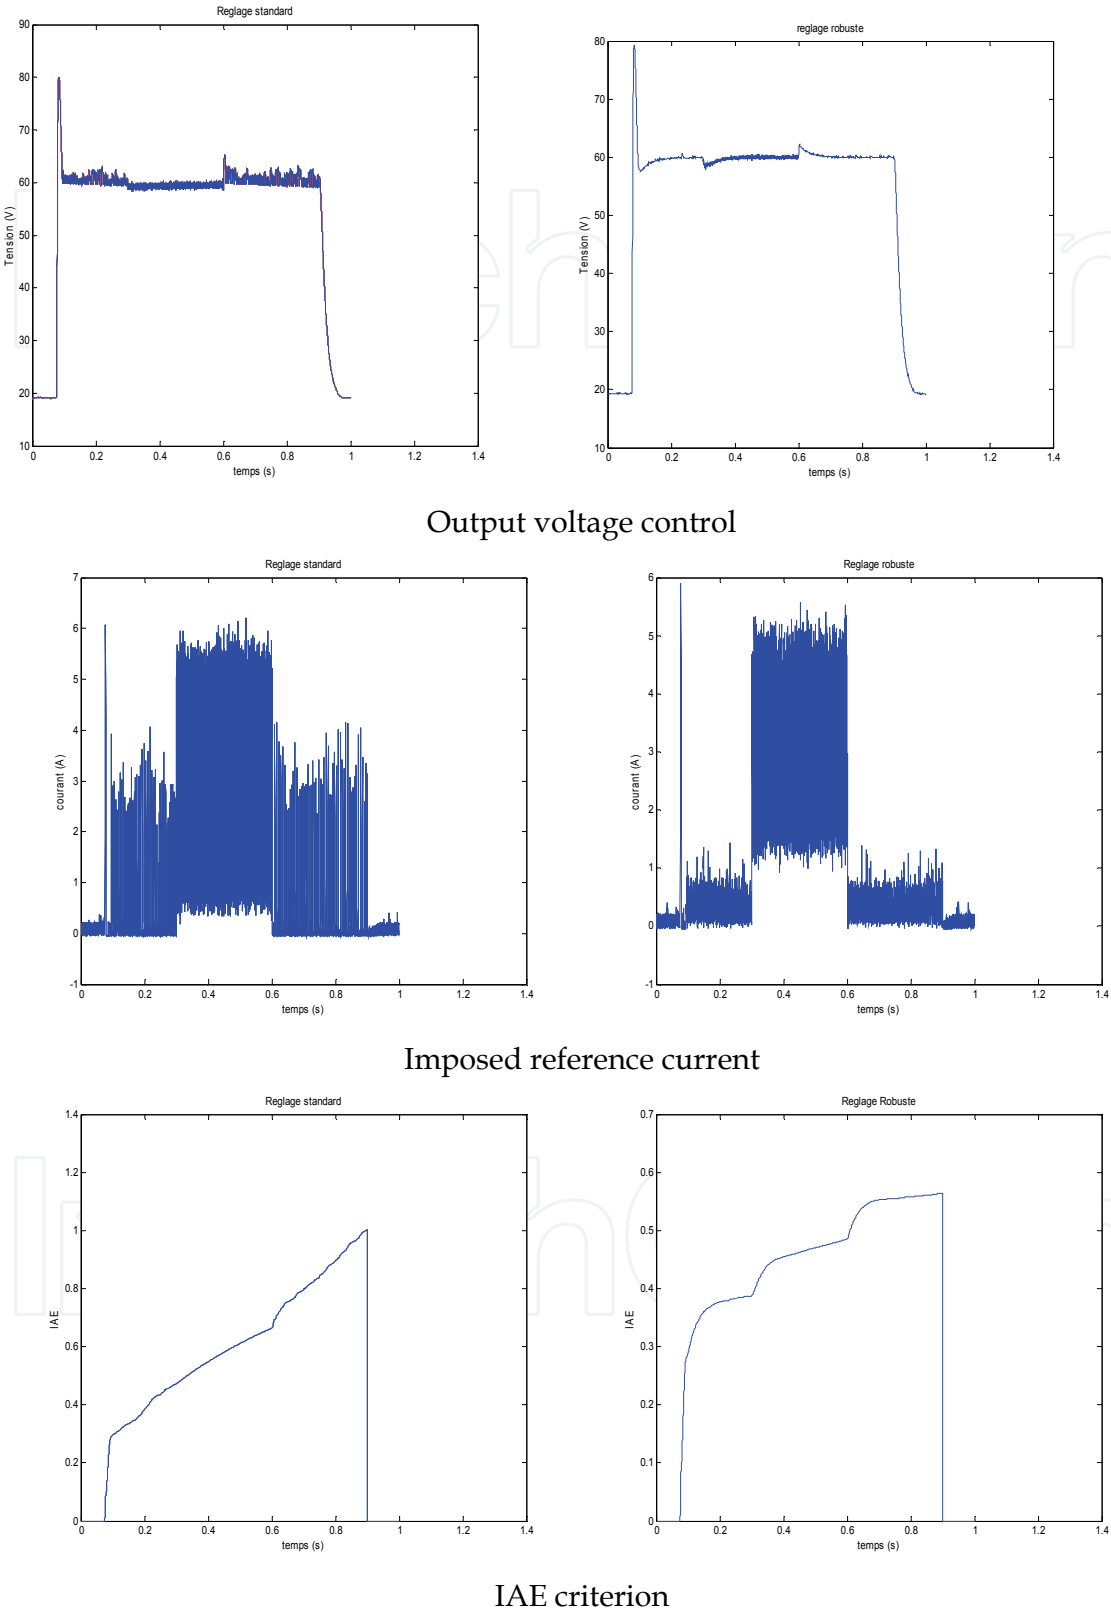 Reglage standard
90
80
70
60
50
40
30
20
10
Tension (V)
0 0.2 0.4 0.6 0.8 1 1.2 1.4
temps (s)
reglage robuste
80
70
60
50
40
30
20
10
Tension (V)
0 0.2 0.4 0.6 0.8 1 1.2 1.4
temps (s)
Output voltage control
Reglage standard
7
6
5
4
3
2
1
0
-1
courant (A)
0 0.2 0.4 0.6 0.8 1 1.2 1.4
temps (s)
Reglage robuste
6
5
4
3
2
1
0
-1
courant (A)
0 0.2 0.4 0.6 0.8 1 1.2 1.4
temps (s)
Imposed reference current
Reglage standard
1.4
1.2
1
0.8
0.6
0.4
0.2
0
IAE
0 0.2 0.4 0.6 0.8 1 1.2 1.4
temps (s)
Reglage Robuste
0.7
0.6
0.5
0.4
0.3
0.2
0.1
0
IAE
0 0.2 0.4 0.6 0.8 1 1.2 1.4
temps (s)
IAE criterion